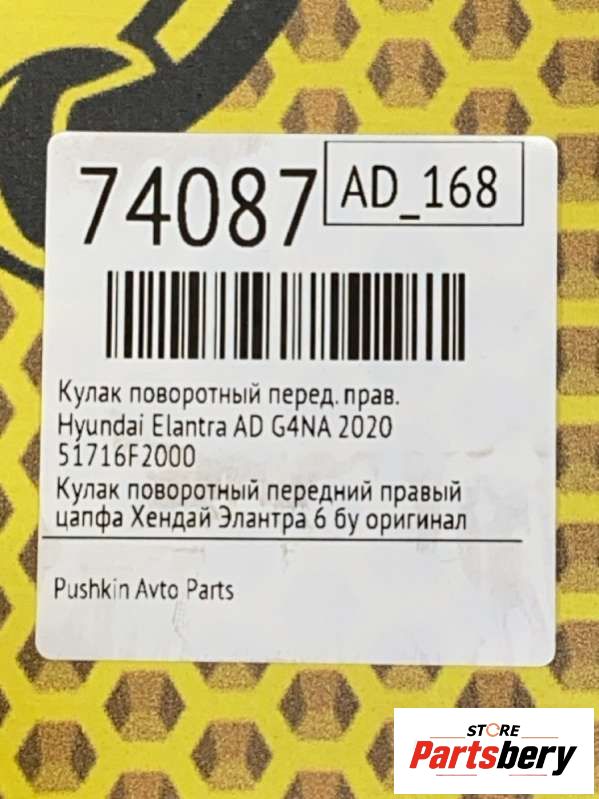 74087
AD_168
Кулак поворотный перед. прав.
Hyundai Elantra AD G4NA 2020
51716F2000
Кулак поворотный передний правый
цапфа Хендай Элантра 6 бу оригинал
Pushkin Avto Parts
STORE
Partsbery